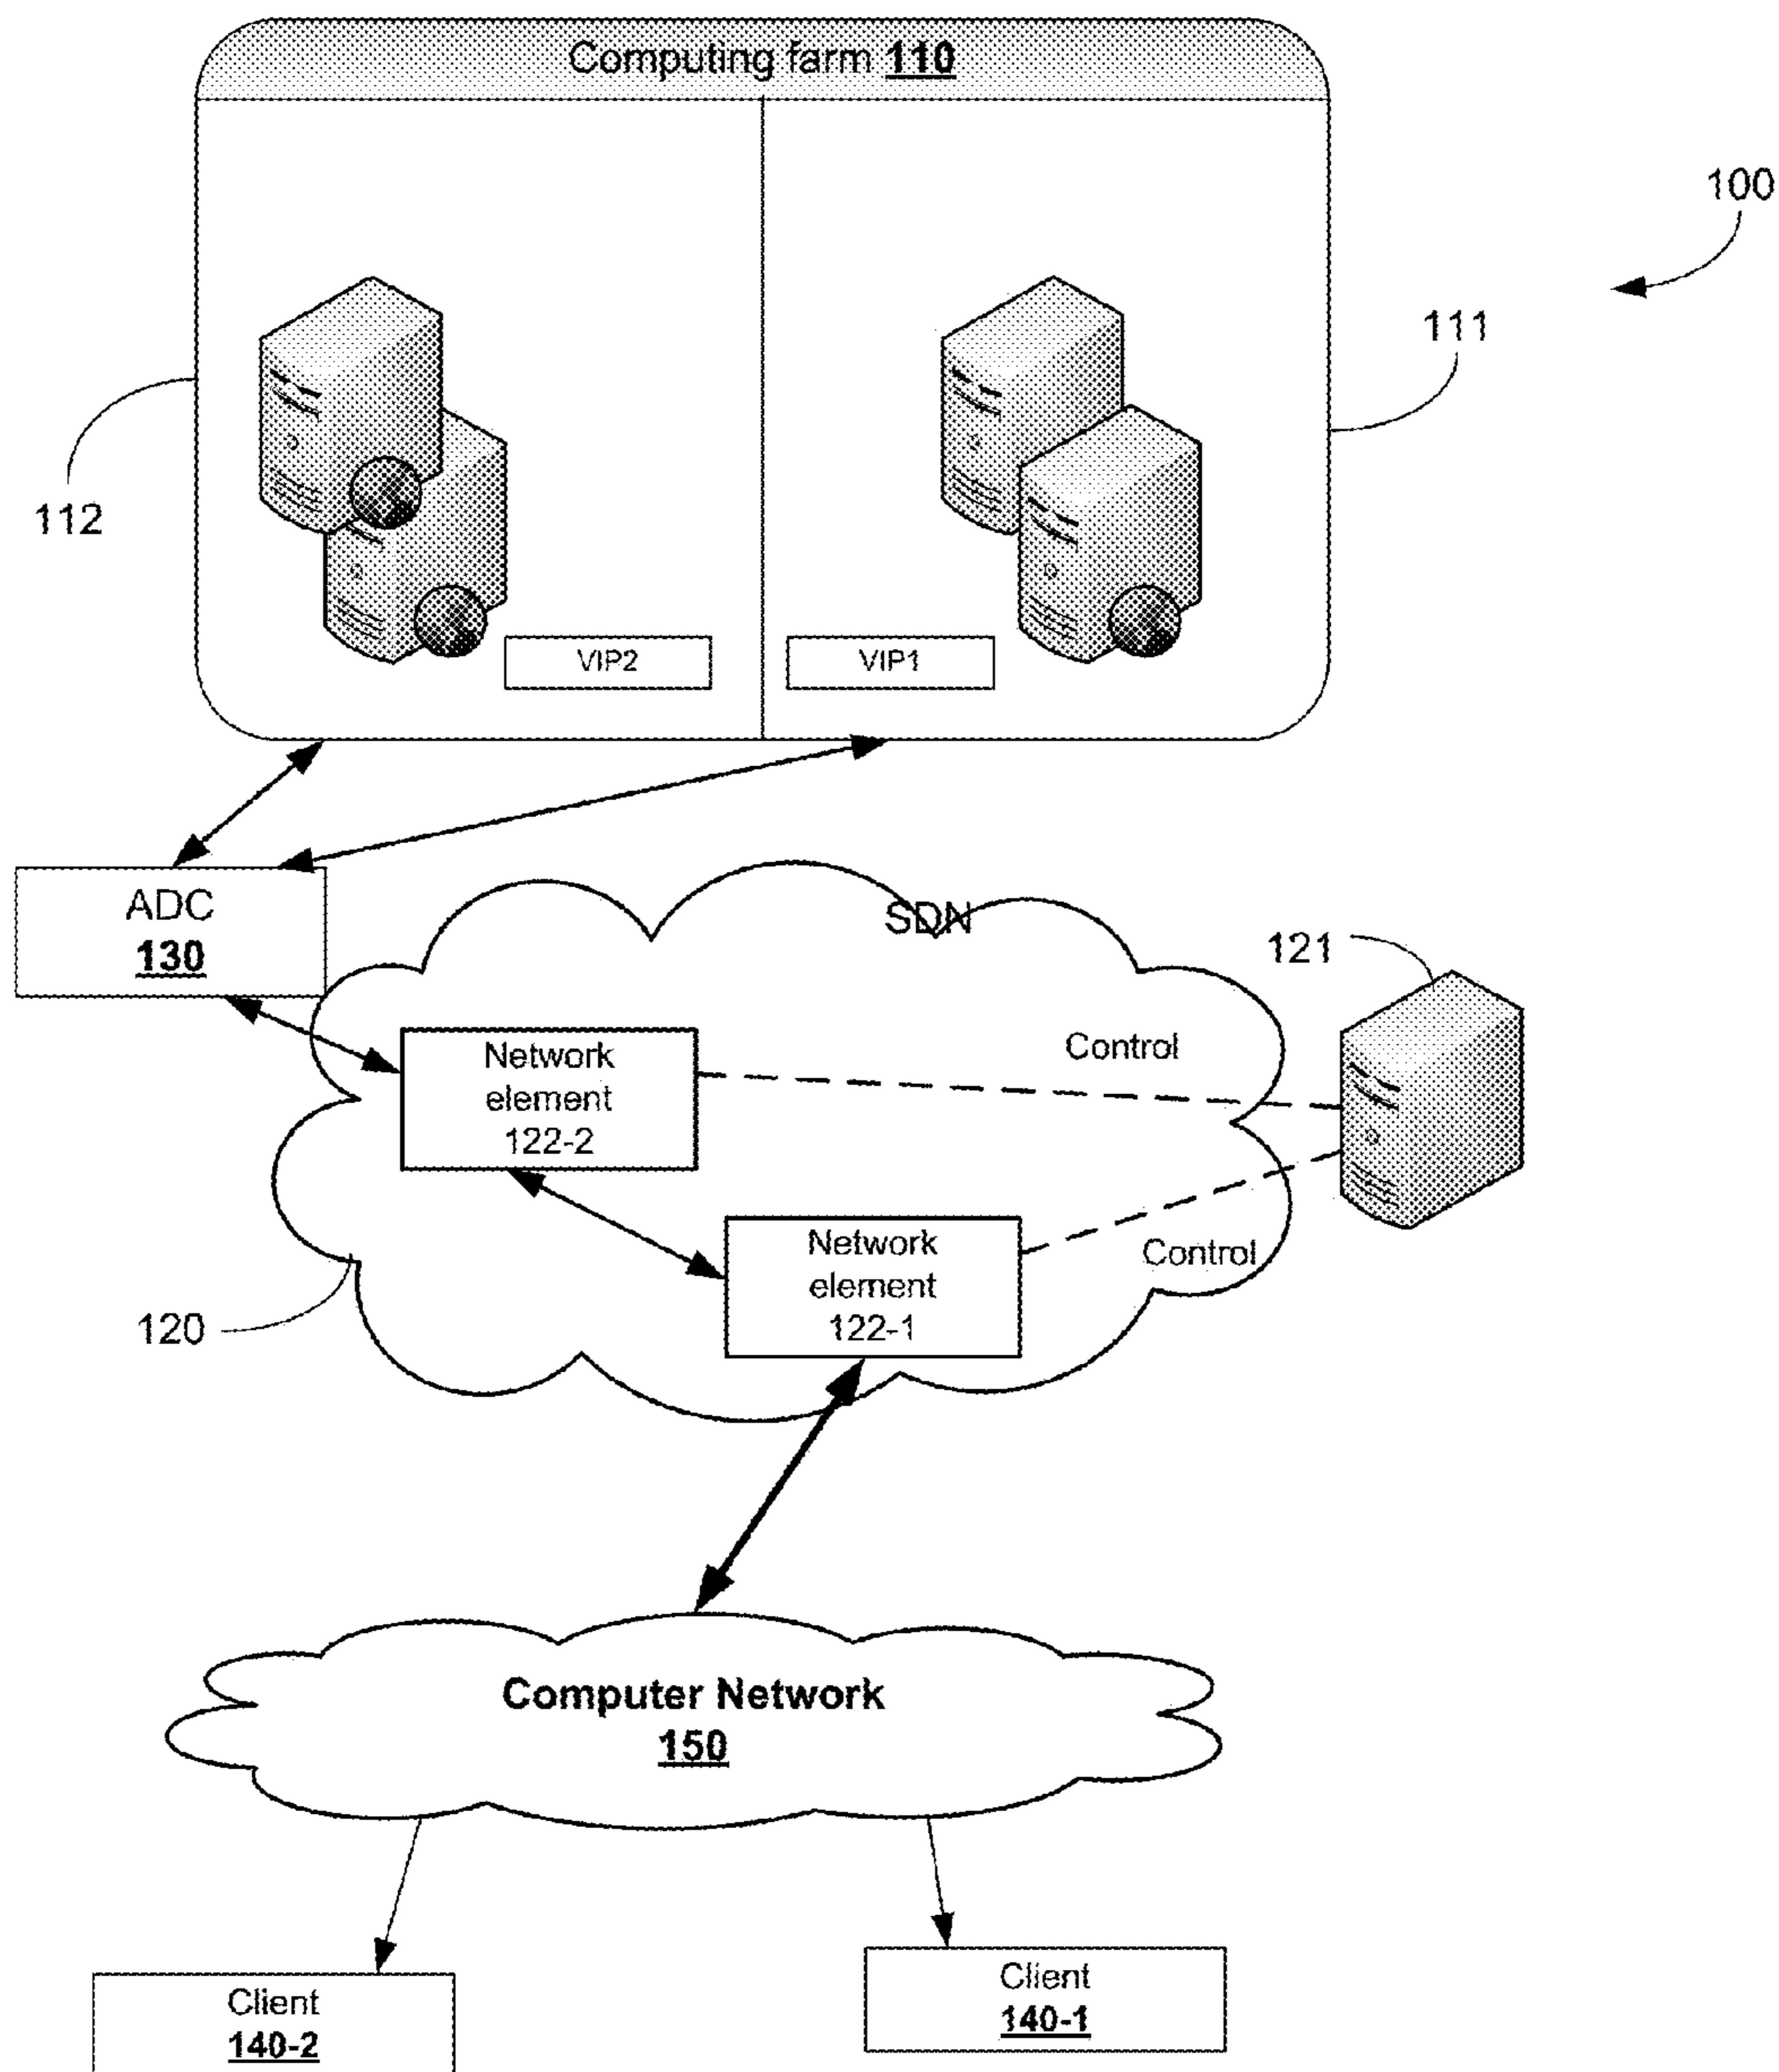 Computing farm 110
100
111
112
VIP2
VIP1
ADC
130
SDN
121
Control
Network
element
122-2
Network
element
122-1
Control
120
Computer Network
150
Client
140-1
Client
140-2